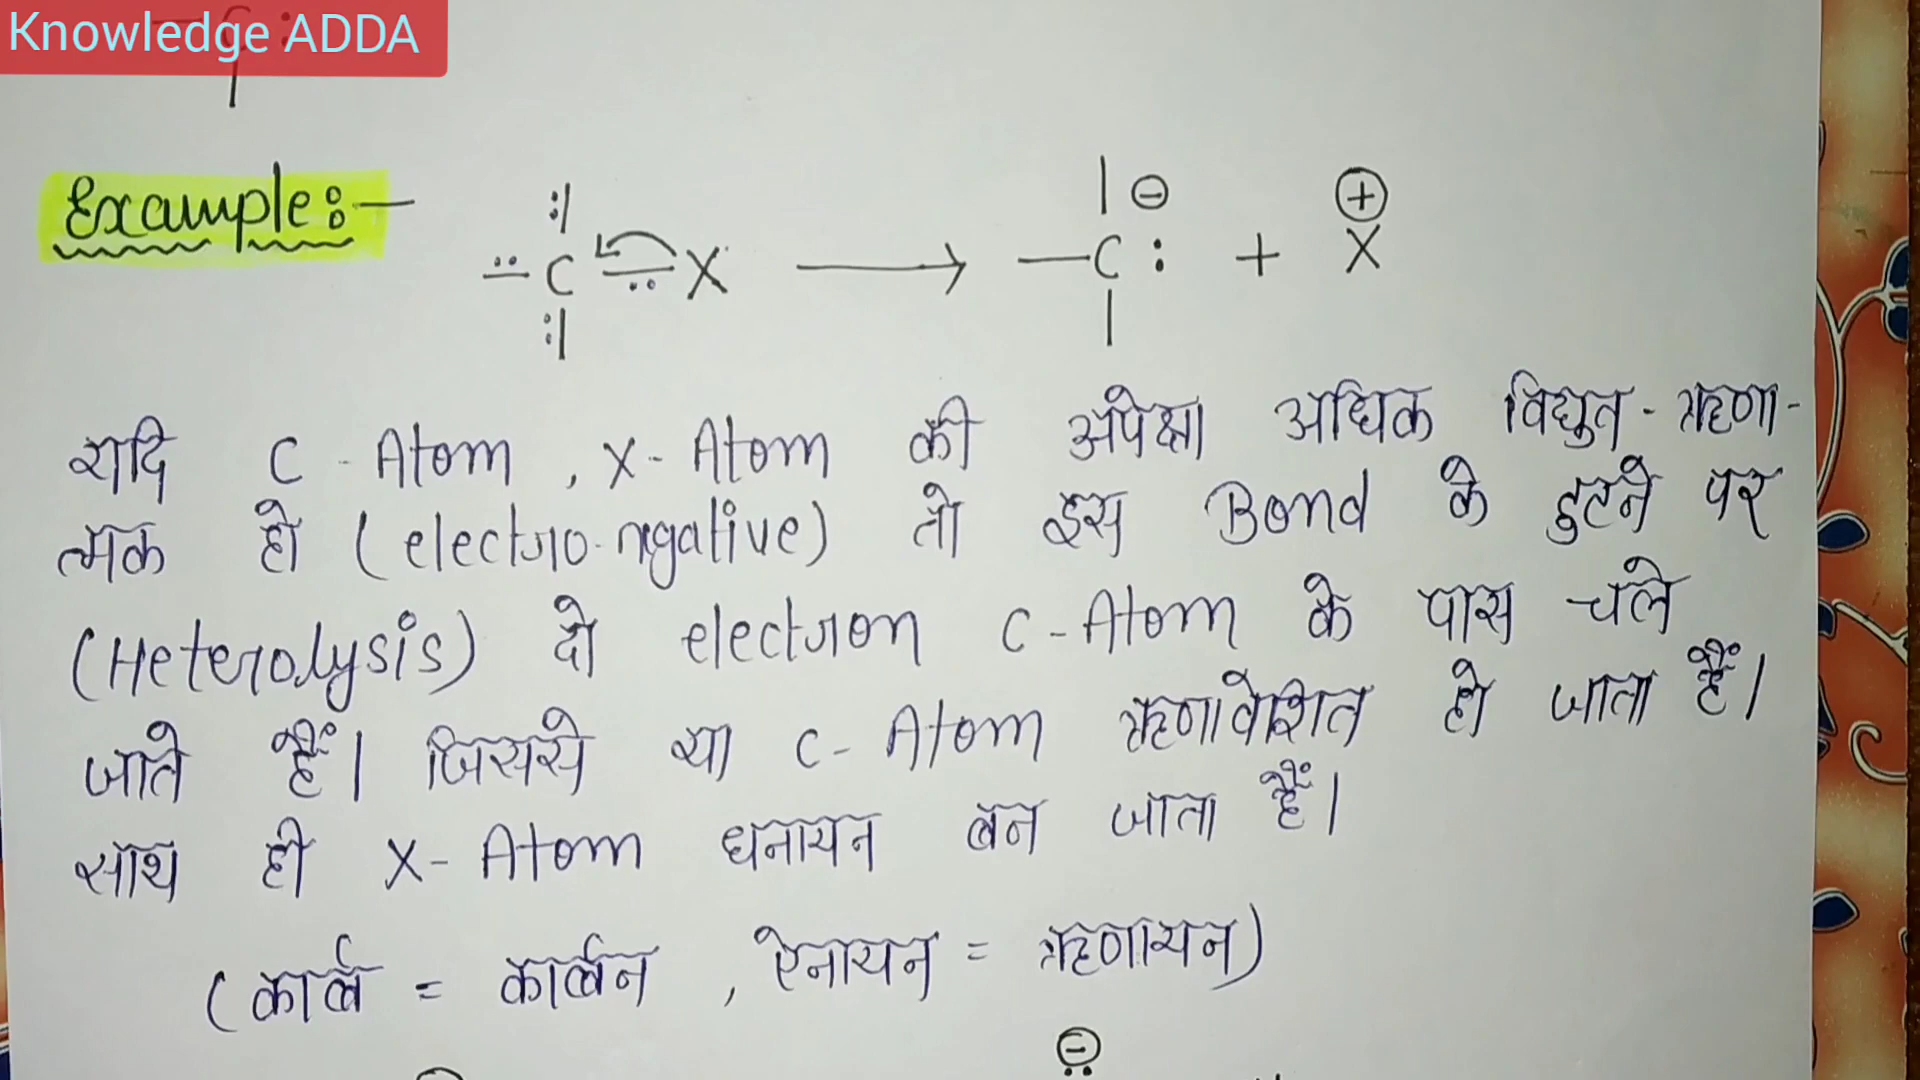 Knowledge ADDA
C :
Example:-
C X → C : + X
यदि C - Atom , X - Atom की अपेक्षा अधिक विद्युत - ऋणा-
त्मक हो (electro-negative) तो इस Bond के टुटने पर
(Heterolysis) दो electron C-Atom के पास चले
जाते हैं। जिससे या C- Atom ऋणावेशित हो जाता हैं।
साथ ही X- Atom धनायन बन जाता हैं।
(कार्ब = कार्बन , ऐनायन = ऋणायन)